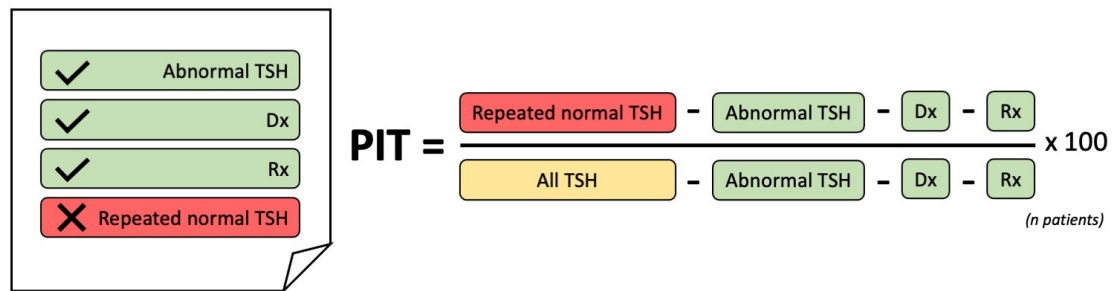 Abnormal TSH
Dx
Rx
Repeated normal TSH
PIT =
Repeated normal TSH - Abnormal TSH - Dx - Rx
All TSH - Abnormal TSH - Dx - Rx
x 100
(n patients)